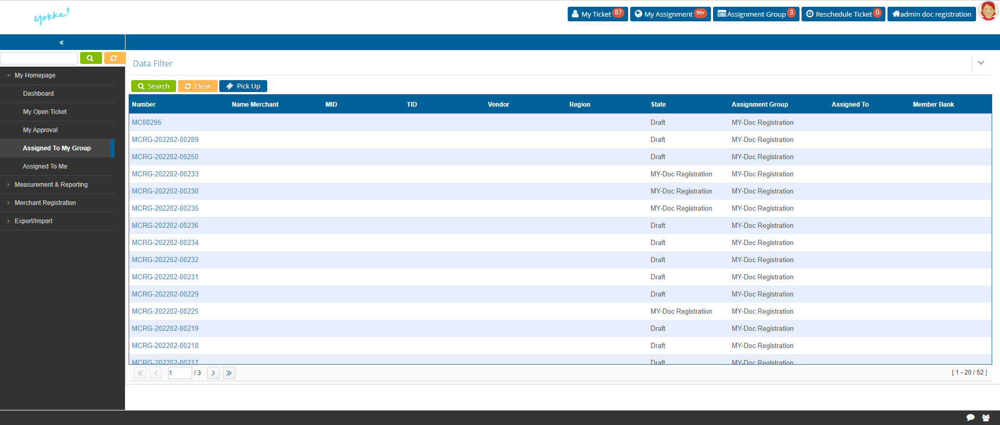 yokke!
My Ticket 87 My Assignment 99+ Assignment Group 3 Reschedule Ticket 0 admin doc registration
Data Filter
Search Clear Pick Up
My Homepage
Dashboard
My Open Ticket
My Approval
Assigned To My Group
Assigned To Me
Measurement & Reporting
Merchant Registration
Export/Import
Number Name Merchant MID TID Vendor Region State Assignment Group Assigned To Member Bank
MC00295 Draft MY-Doc Registration
MCRG-202202-00289 Draft MY-Doc Registration
MCRG-202202-00250 Draft MY-Doc Registration
MCRG-202202-00233 MY-Doc Registration MY-Doc Registration
MCRG-202202-00230 MY-Doc Registration MY-Doc Registration
MCRG-202202-00235 MY-Doc Registration MY-Doc Registration
MCRG-202202-00236 Draft MY-Doc Registration
MCRG-202202-00234 Draft MY-Doc Registration
MCRG-202202-00232 Draft MY-Doc Registration
MCRG-202202-00231 Draft MY-Doc Registration
MCRG-202202-00229 Draft MY-Doc Registration
MCRG-202202-00225 MY-Doc Registration MY-Doc Registration
MCRG-202202-00219 Draft MY-Doc Registration
MCRG-202202-00218 Draft MY-Doc Registration
MCRG-202202-00217 Draft MY-Doc Registration
1 / 3 [ 1 - 20 / 52 ]